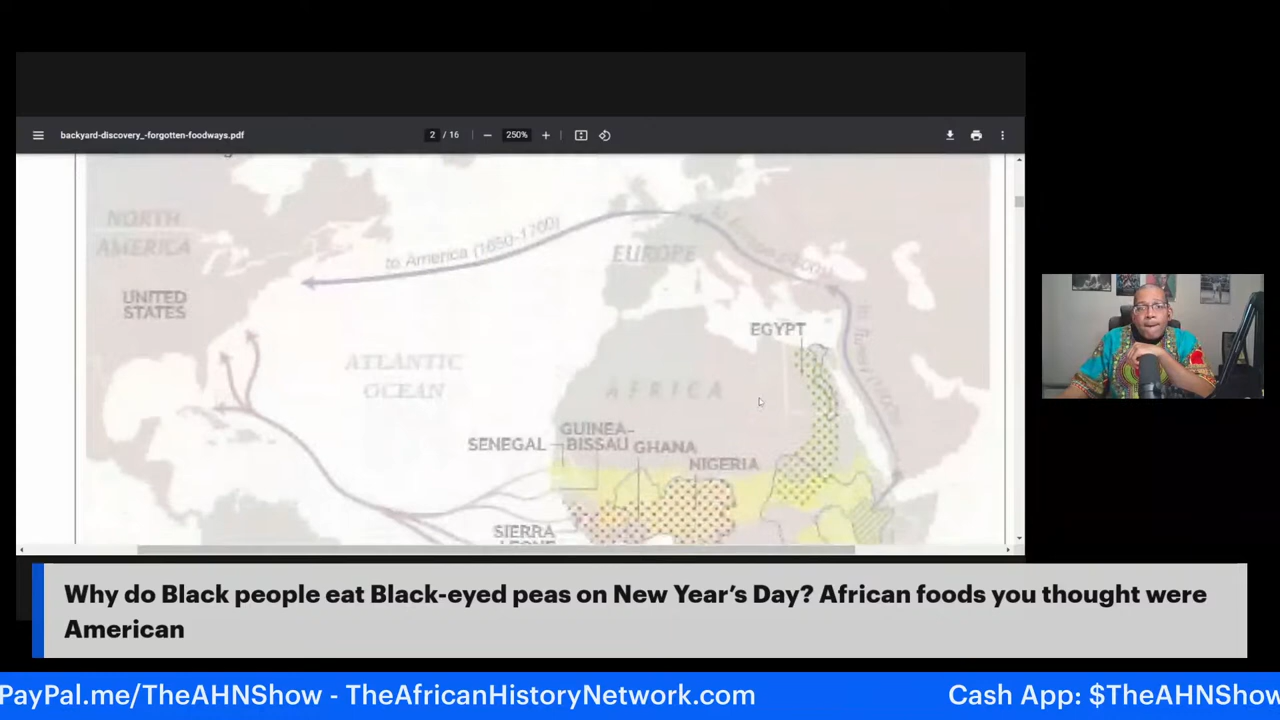 backyard-discovery_-forgotten-foodways.pdf
2 / 16
250%
NORTH
AMERICA
UNITED
STATES
to America (1650-1700)
EUROPE
ATLANTIC
OCEAN
EGYPT
AFRICA
SENEGAL
GUINEA-
BISSAU
GHANA
NIGERIA
SIERRA
LEONE
Why do Black people eat Black-eyed peas on New Year's Day? African foods you thought were
American
PayPal.me/TheAHNShow - TheAfricanHistoryNetwork.com
Cash App: $TheAHNShow